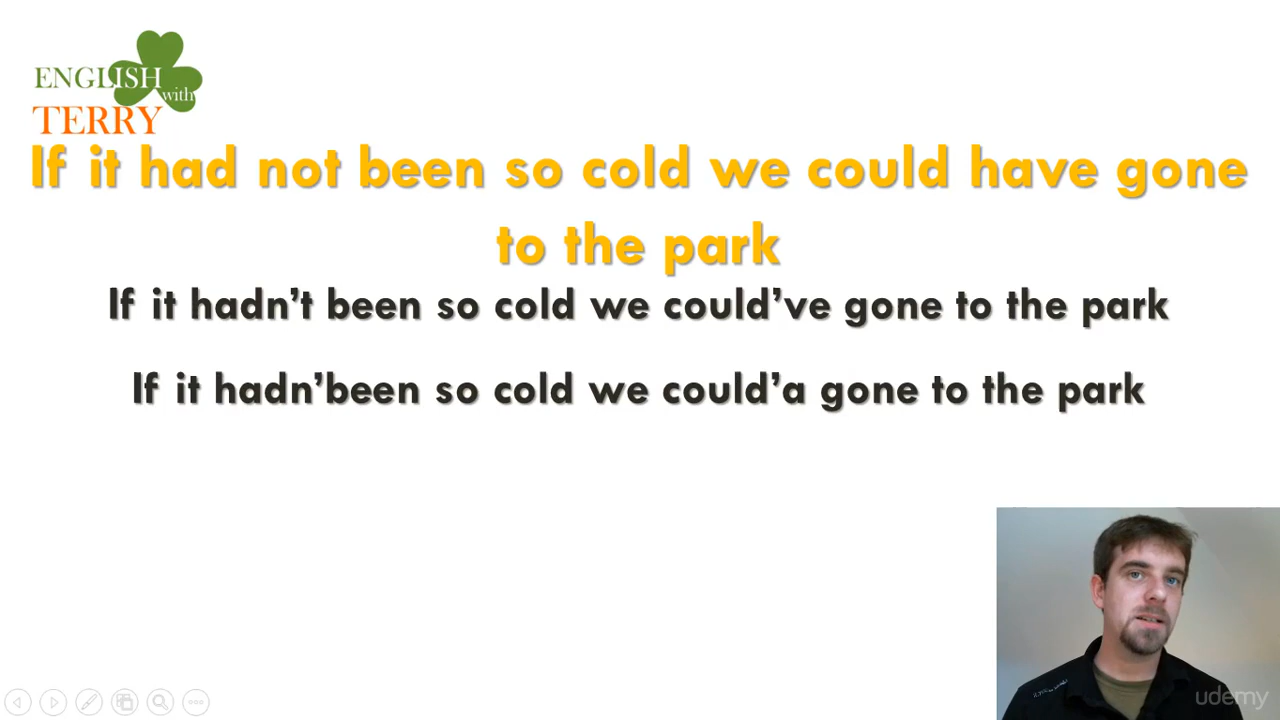 ENGLISH
with
TERRY
If it had not been so cold we could have gone
to the park
If it hadn’t been so cold we could’ve gone to the park
If it hadn’been so cold we could’a gone to the park
udemy